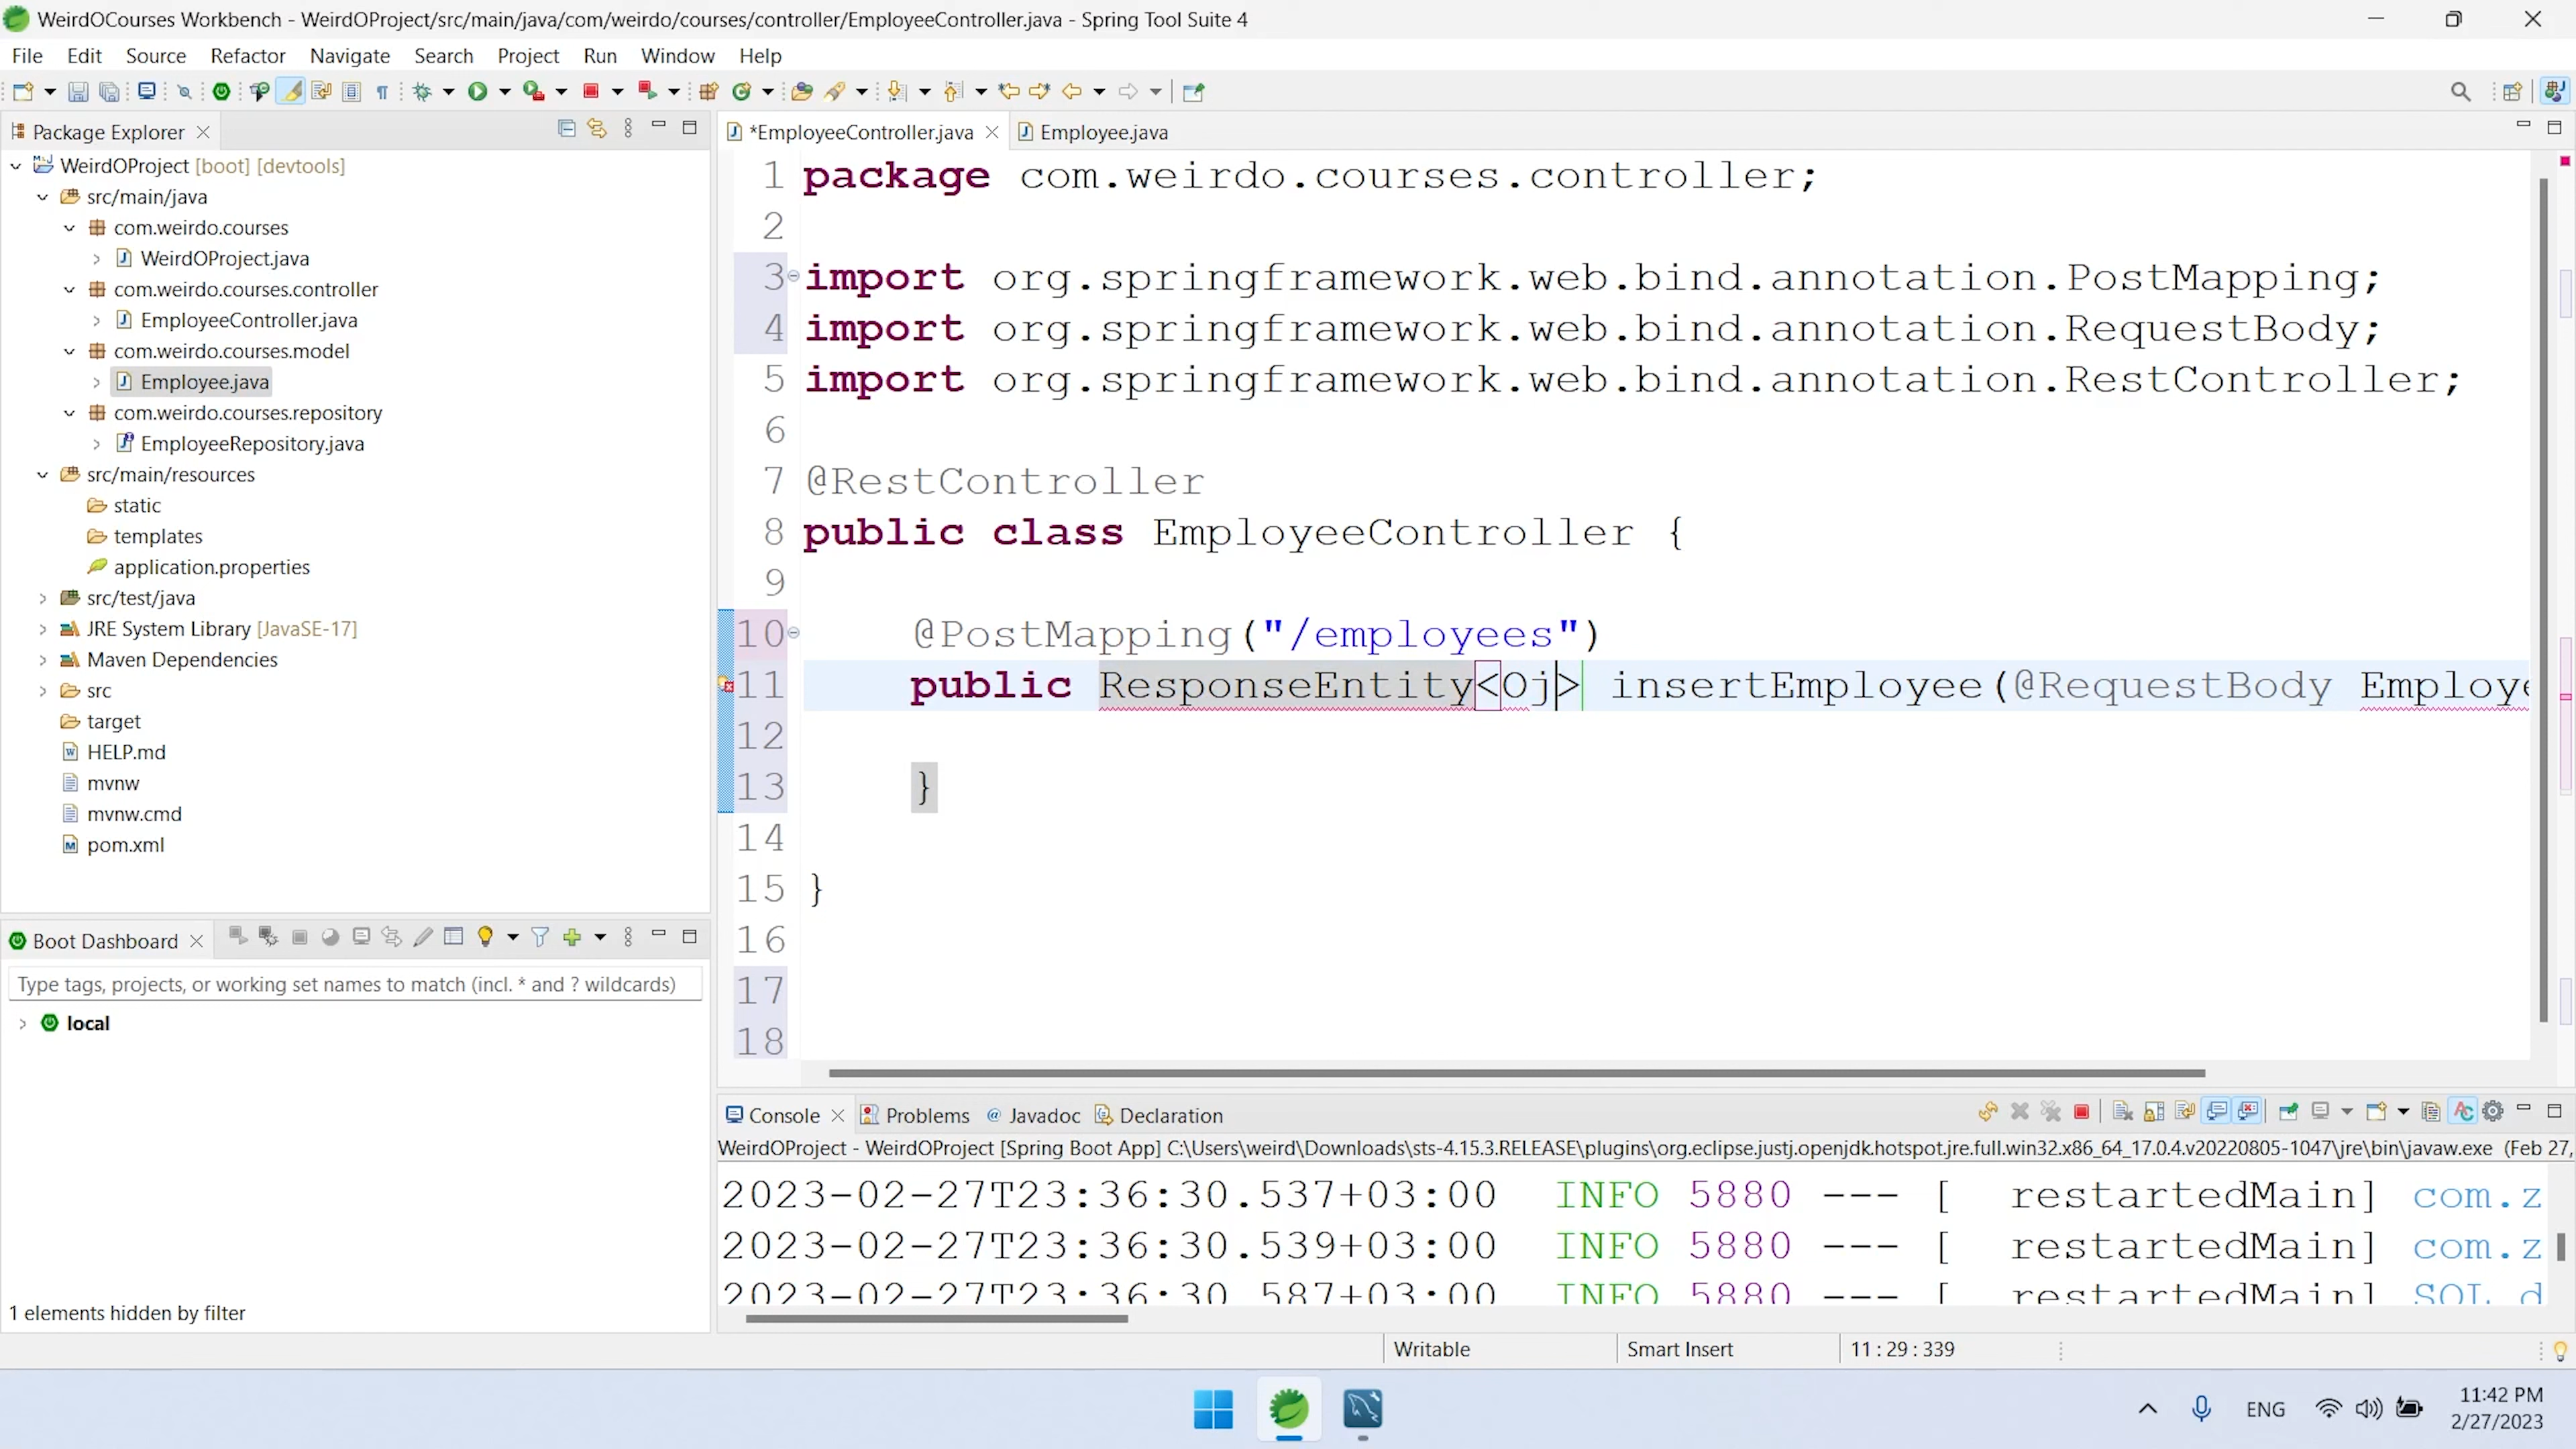 WeirdOCourses Workbench - WeirdOProject/src/main/java/com/weirdo/courses/controller/EmployeeController.java - Spring Tool Suite 4
File Edit Source Refactor Navigate Search Project Run Window Help
Package Explorer
WeirdOProject [boot] [devtools]
src/main/java
com.weirdo.courses
WeirdOProject.java
com.weirdo.courses.controller
EmployeeController.java
com.weirdo.courses.model
Employee.java
com.weirdo.courses.repository
EmployeeRepository.java
src/main/resources
static
templates
application.properties
src/test/java
JRE System Library [JavaSE-17]
Maven Dependencies
src
target
HELP.md
mvnw
mvnw.cmd
pom.xml
Boot Dashboard
Type tags, projects, or working set names to match (incl. * and ? wildcards)
local
1 elements hidden by filter
*EmployeeController.java Employee.java
1 package com.weirdo.courses.controller;
2
3 import org.springframework.web.bind.annotation.PostMapping;
4 import org.springframework.web.bind.annotation.RequestBody;
5 import org.springframework.web.bind.annotation.RestController;
6
7 @RestController
8 public class EmployeeController {
9
10 @PostMapping("/employees")
11 public ResponseEntity<Oj> insertEmployee(@RequestBody Employe
12
13 }
14
15 }
16
17
18
Console Problems @ Javadoc Declaration
WeirdOProject - WeirdOProject [Spring Boot App] C:\Users\weird\Downloads\sts-4.15.3.RELEASE\plugins\org.eclipse.justj.openjdk.hotspot.jre.full.win32.x86_64_17.0.4.v20220805-1047\jre\bin\javaw.exe (Feb 27,
2023-02-27T23:36:30.537+03:00 INFO 5880 --- [ restartedMain] com.z
2023-02-27T23:36:30.539+03:00 INFO 5880 --- [ restartedMain] com.z
2023-02-27T23:36:30.587+03:00 INFO 5880 --- [ restartedMain] SQL d
Writable Smart Insert 11 : 29 : 339
ENG
11:42 PM
2/27/2023